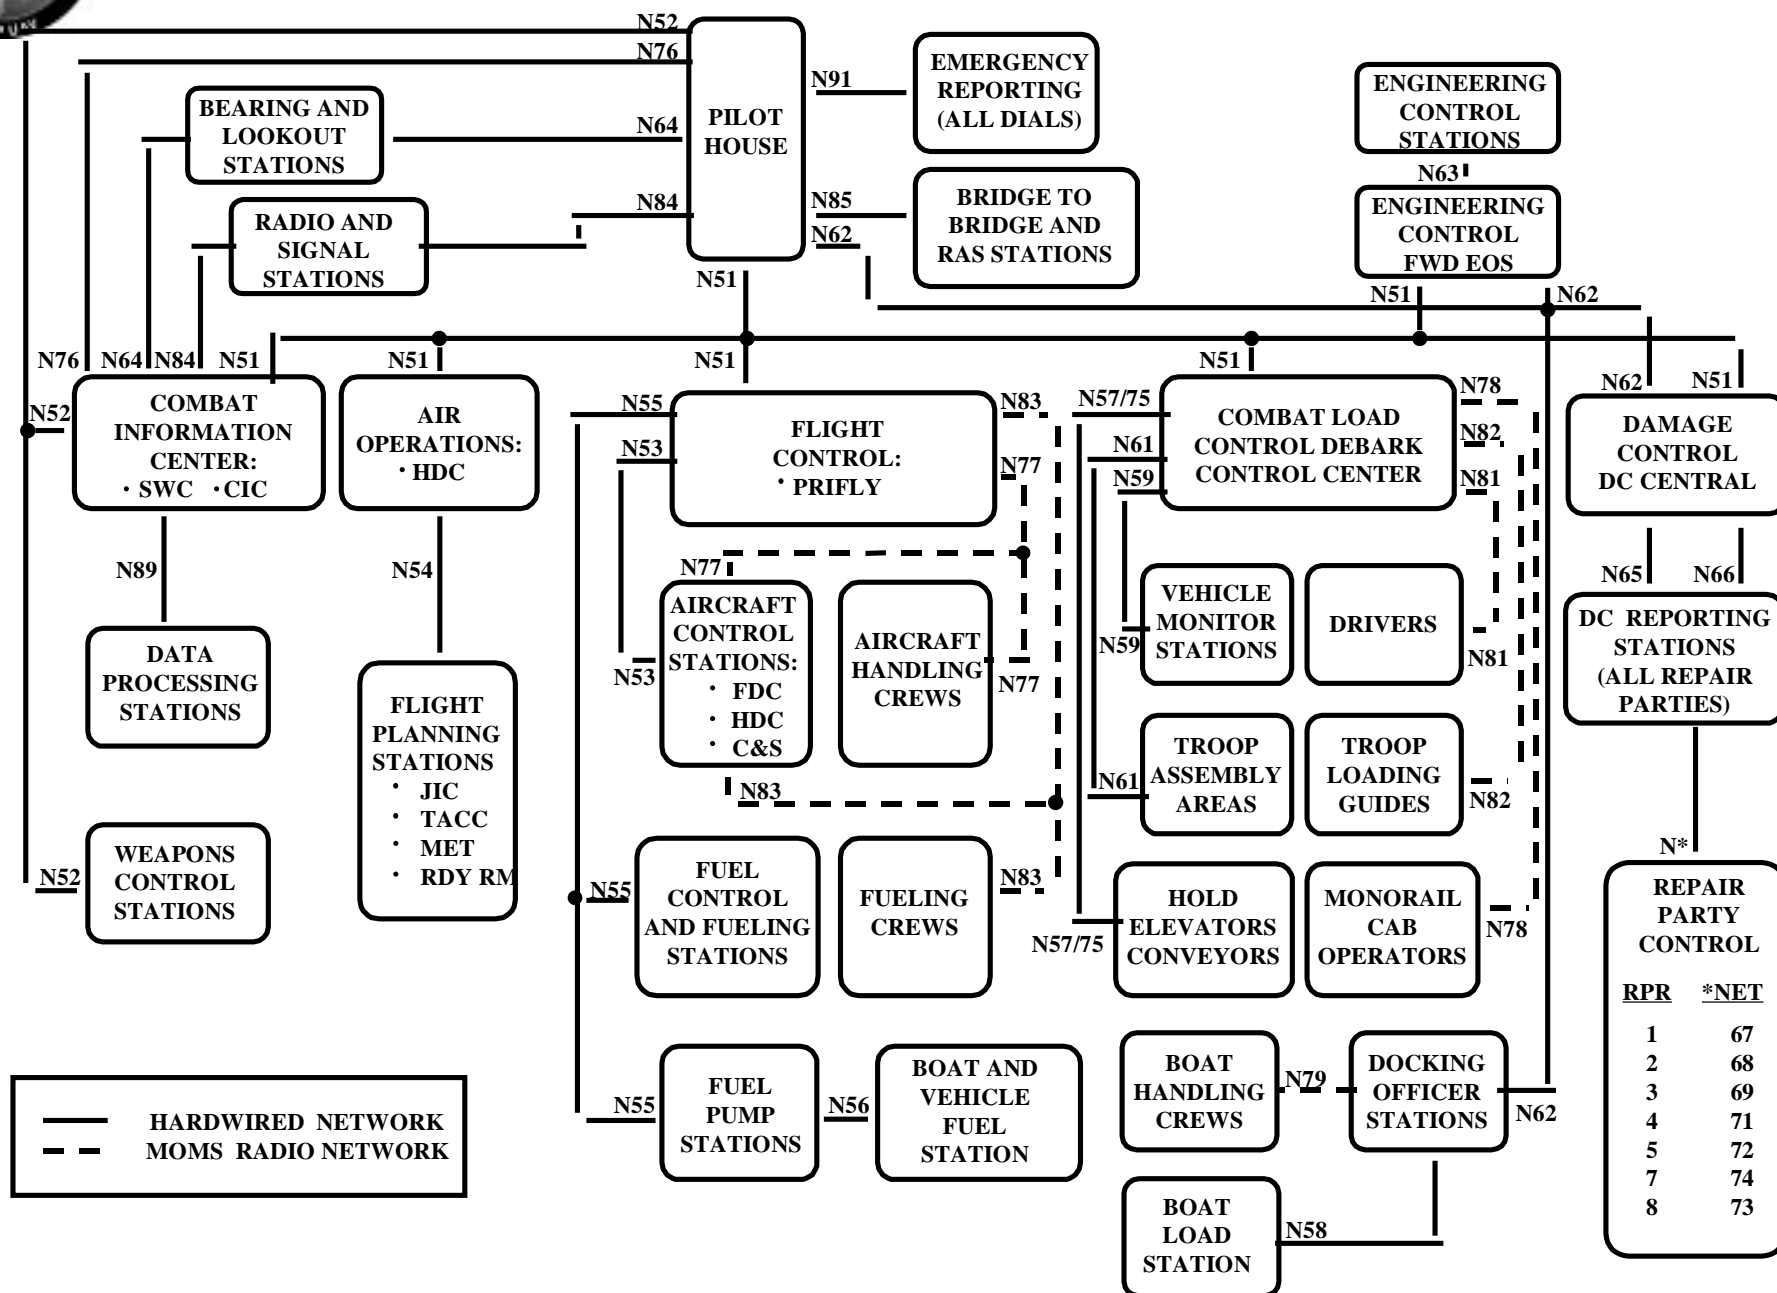 N52
N76
PILOT
HOUSE
N91
EMERGENCY
REPORTING
(ALL DIALS)
ENGINEERING
CONTROL
STATIONS
BEARING AND
LOOKOUT
STATIONS
N64
N63
RADIO AND
SIGNAL
STATIONS
N84
N85
N62
BRIDGE TO
BRIDGE AND
RAS STATIONS
ENGINEERING
CONTROL
FWD EOS
N51
N51
N62
N76
N64
N84
N51
N51
N51
N51
N62
N51
N52
COMBAT
INFORMATION
CENTER:
· SWC · CIC
AIR
OPERATIONS:
· HDC
N55
N53
FLIGHT
CONTROL:
· PRIFLY
N83
N77
N57/75
N61
N59
COMBAT LOAD
CONTROL DEBARK
CONTROL CENTER
N78
N82
N81
DAMAGE
CONTROL
DC CENTRAL
N89
N54
N77
N65
N66
DATA
PROCESSING
STATIONS
FLIGHT
PLANNING
STATIONS
· JIC
· TACC
· MET
· RDY RM
N53
AIRCRAFT
CONTROL
STATIONS:
· FDC
· HDC
· C&S
AIRCRAFT
HANDLING
CREWS
N77
N59
VEHICLE
MONITOR
STATIONS
DRIVERS
N81
DC REPORTING
STATIONS
(ALL REPAIR
PARTIES)
N83
N61
TROOP
ASSEMBLY
AREAS
TROOP
LOADING
GUIDES
N82
N52
WEAPONS
CONTROL
STATIONS
N55
FUEL
CONTROL
AND FUELING
STATIONS
FUELING
CREWS
N83
N57/75
HOLD
ELEVATORS
CONVEYORS
MONORAIL
CAB
OPERATORS
N78
N*
REPAIR
PARTY
CONTROL
RPR *NET
1 67
2 68
3 69
4 71
5 72
7 74
8 73
N55
FUEL
PUMP
STATIONS
N56
BOAT AND
VEHICLE
FUEL
STATION
BOAT
HANDLING
CREWS
N79
DOCKING
OFFICER
STATIONS
N62
BOAT
LOAD
STATION
N58
HARDWIRED NETWORK
MOMS RADIO NETWORK